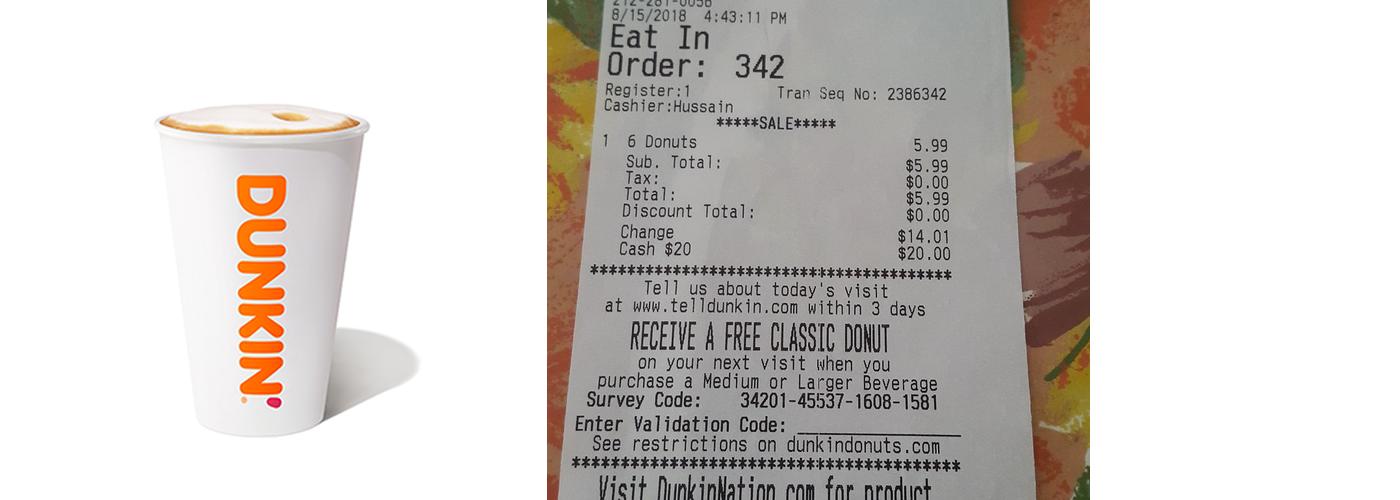 DUNKIN'
212-281-0056
8/15/2018 4:43:11 PM
Eat In
Order: 342
Register:1 Tran Seq No: 2386342
Cashier:Hussain
*****SALE*****
1 6 Donuts 5.99
Sub. Total: $5.99
Tax: $0.00
Total: $5.99
Discount Total: $0.00
Change $14.01
Cash $20 $20.00
***************************************
Tell us about today's visit
at www.telldunkin.com within 3 days
RECEIVE A FREE CLASSIC DONUT
on your next visit when you
purchase a Medium or Larger Beverage
Survey Code: 34201-45537-1608-1581
Enter Validation Code: _______________
See restrictions on dunkindonuts.com
******************************************
Visit DunkinNation.com for product